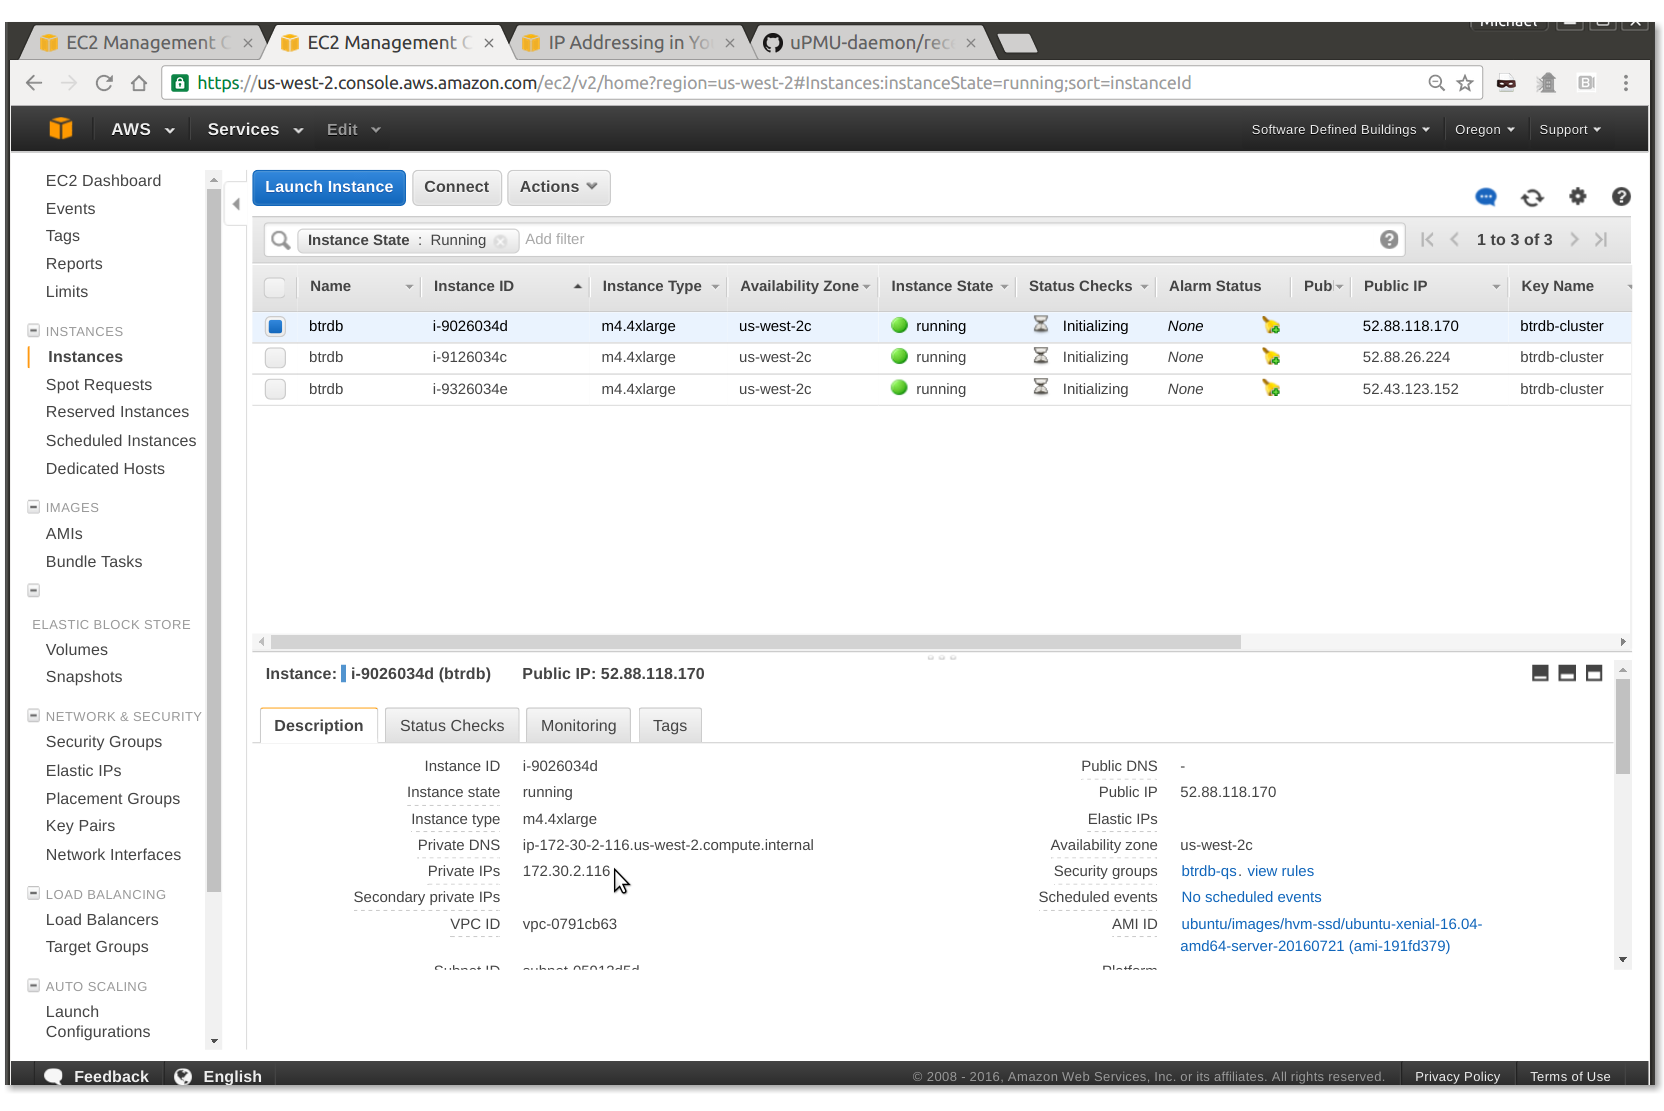 Michael
EC2 Management C
EC2 Management C
IP Addressing in Yo
uPMU-daemon/rec
https://us-west-2.console.aws.amazon.com/ec2/v2/home?region=us-west-2#Instances:instanceState=running;sort=instanceId
AWS Services Edit Software Defined Buildings Oregon Support
EC2 Dashboard
Events
Tags
Reports
Limits
INSTANCES
Instances
Spot Requests
Reserved Instances
Scheduled Instances
Dedicated Hosts
IMAGES
AMIs
Bundle Tasks
ELASTIC BLOCK STORE
Volumes
Snapshots
NETWORK & SECURITY
Security Groups
Elastic IPs
Placement Groups
Key Pairs
Network Interfaces
LOAD BALANCING
Load Balancers
Target Groups
AUTO SCALING
Launch
Configurations
Launch Instance Connect Actions
Instance State : Running Add filter 1 to 3 of 3
Name Instance ID Instance Type Availability Zone Instance State Status Checks Alarm Status Pub Public IP Key Name
btrdb i-9026034d m4.4xlarge us-west-2c running Initializing None 52.88.118.170 btrdb-cluster
btrdb i-9126034c m4.4xlarge us-west-2c running Initializing None 52.88.26.224 btrdb-cluster
btrdb i-9326034e m4.4xlarge us-west-2c running Initializing None 52.43.123.152 btrdb-cluster
Instance: i-9026034d (btrdb) Public IP: 52.88.118.170
Description Status Checks Monitoring Tags
Instance ID i-9026034d
Instance state running
Instance type m4.4xlarge
Private DNS ip-172-30-2-116.us-west-2.compute.internal
Private IPs 172.30.2.116
Secondary private IPs
VPC ID vpc-0791cb63
Subnet ID subnet-05913d5d
Public DNS -
Public IP 52.88.118.170
Elastic IPs
Availability zone us-west-2c
Security groups btrdb-qs. view rules
Scheduled events No scheduled events
AMI ID ubuntu/images/hvm-ssd/ubuntu-xenial-16.04-
amd64-server-20160721 (ami-191fd379)
Platform
Feedback English © 2008 - 2016, Amazon Web Services, Inc. or its affiliates. All rights reserved. Privacy Policy Terms of Use